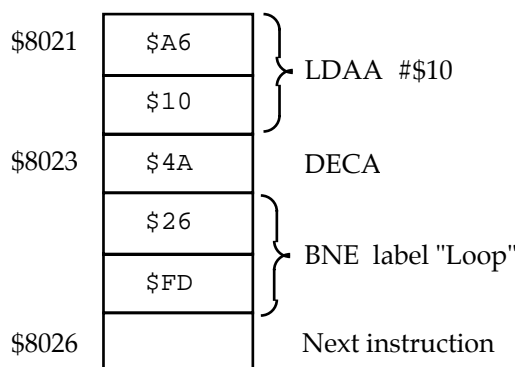 $8021 $A6
LDAA #$10
$10
$8023 $4A DECA
$26
BNE label "Loop"
$FD
$8026 Next instruction